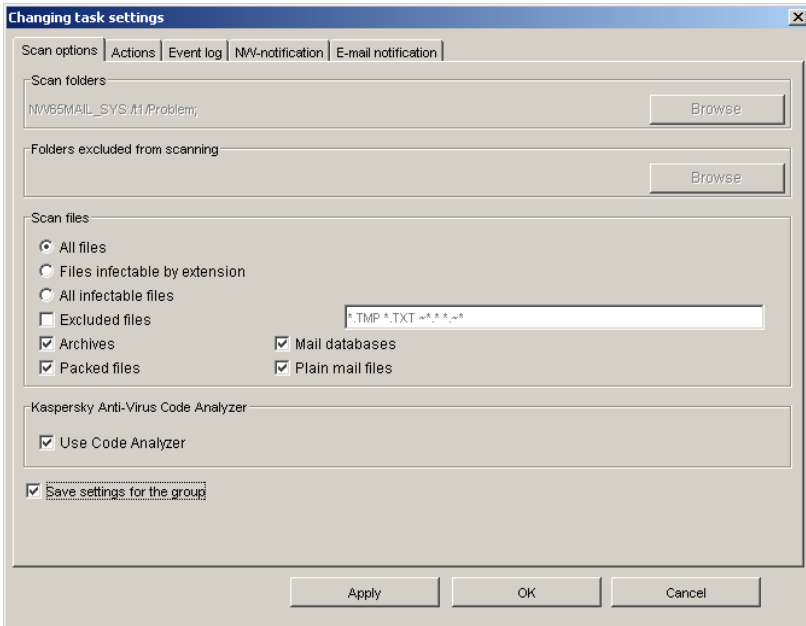 Changing task settings
Scan options Actions Event log NW-notification E-mail notification
Scan folders
NW65MAIL_SYS:/t1/Problem;
Browse
Folders excluded from scanning
Browse
Scan files
All files
Files infectable by extension
All infectable files
Excluded files *.TMP *.TXT ~*.* *.~*
Archives Mail databases
Packed files Plain mail files
Kaspersky Anti-Virus Code Analyzer
Use Code Analyzer
Save settings for the group
Apply OK Cancel